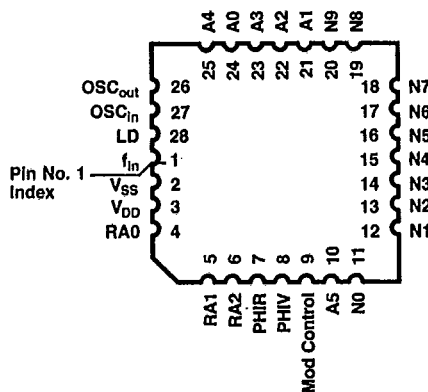 A4 A0 A3 A2 A1 N9 N8
25 24 23 22 21 20 19
OSCout 26 18 N7
OSCin 27 17 N6
LD 28 16 N5
fin 1 15 N4
Pin No. 1
Index
VSS 2 14 N3
VDD 3 13 N2
RA0 4 12 N1
5 6 7 8 9 10 11
RA1 RA2 PHIR PHIV Mod Control A5 N0